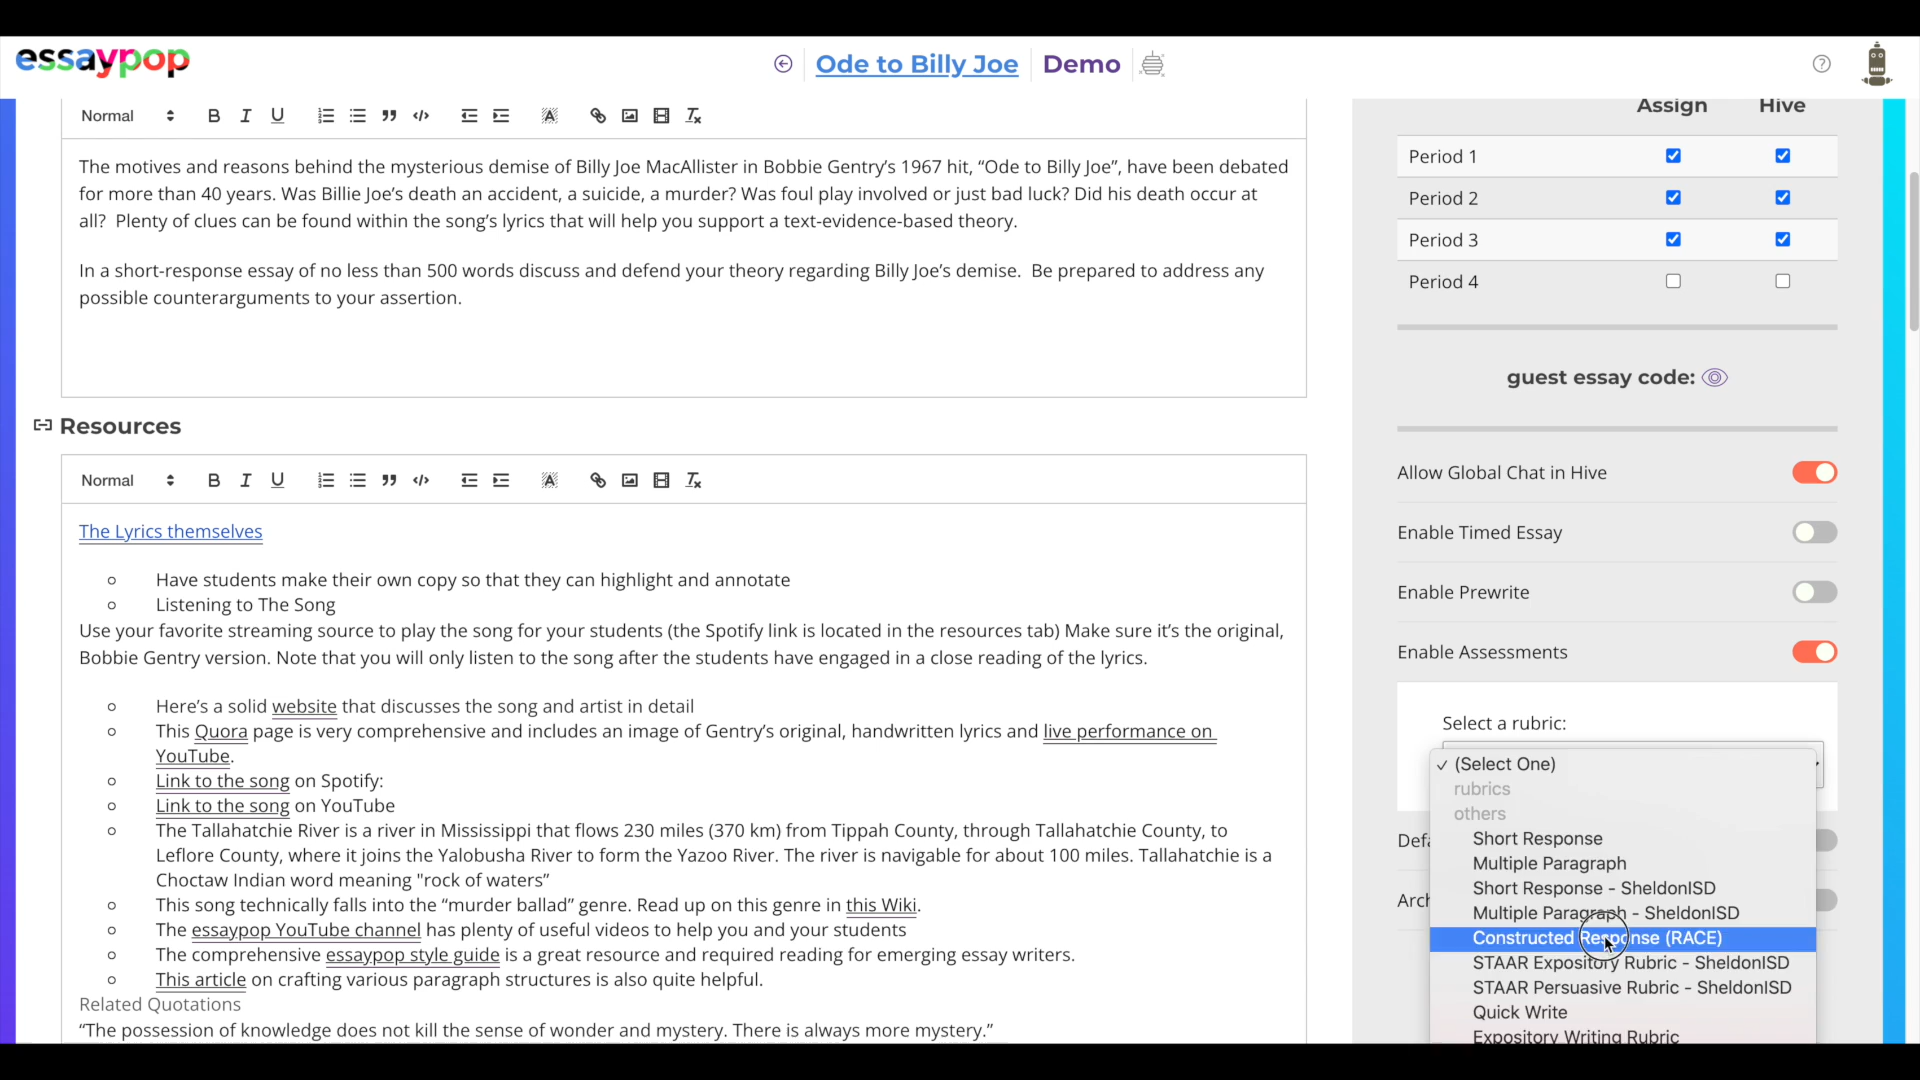 essaypop
Ode to Billy Joe
Demo
Assign Hive
Normal
The motives and reasons behind the mysterious demise of Billy Joe MacAllister in Bobbie Gentry’s 1967 hit, “Ode to Billy Joe”, have been debated
for more than 40 years. Was Billie Joe’s death an accident, a suicide, a murder? Was foul play involved or just bad luck? Did his death occur at
all?  Plenty of clues can be found within the song’s lyrics that will help you support a text-evidence-based theory.
In a short-response essay of no less than 500 words discuss and defend your theory regarding Billy Joe’s demise.  Be prepared to address any
possible counterarguments to your assertion.
Resources
Normal
The Lyrics themselves
Have students make their own copy so that they can highlight and annotate
Listening to The Song
Use your favorite streaming source to play the song for your students (the Spotify link is located in the resources tab) Make sure it’s the original,
Bobbie Gentry version. Note that you will only listen to the song after the students have engaged in a close reading of the lyrics.
Here’s a solid website that discusses the song and artist in detail
This Quora page is very comprehensive and includes an image of Gentry’s original, handwritten lyrics and live performance on
YouTube.
Link to the song on Spotify:
Link to the song on YouTube
The Tallahatchie River is a river in Mississippi that flows 230 miles (370 km) from Tippah County, through Tallahatchie County, to
Leflore County, where it joins the Yalobusha River to form the Yazoo River. The river is navigable for about 100 miles. Tallahatchie is a
Choctaw Indian word meaning "rock of waters”
This song technically falls into the “murder ballad” genre. Read up on this genre in this Wiki.
The essaypop YouTube channel has plenty of useful videos to help you and your students
The comprehensive essaypop style guide is a great resource and required reading for emerging essay writers.
This article on crafting various paragraph structures is also quite helpful.
Related Quotations
“The possession of knowledge does not kill the sense of wonder and mystery. There is always more mystery.”
Period 1
Period 2
Period 3
Period 4
guest essay code:
Allow Global Chat in Hive
Enable Timed Essay
Enable Prewrite
Enable Assessments
Select a rubric:
(Select One)
rubrics
others
Short Response
Multiple Paragraph
Short Response - SheldonISD
Multiple Paragraph - SheldonISD
Constructed Response (RACE)
STAAR Expository Rubric - SheldonISD
STAAR Persuasive Rubric - SheldonISD
Quick Write
Expository Writing Rubric